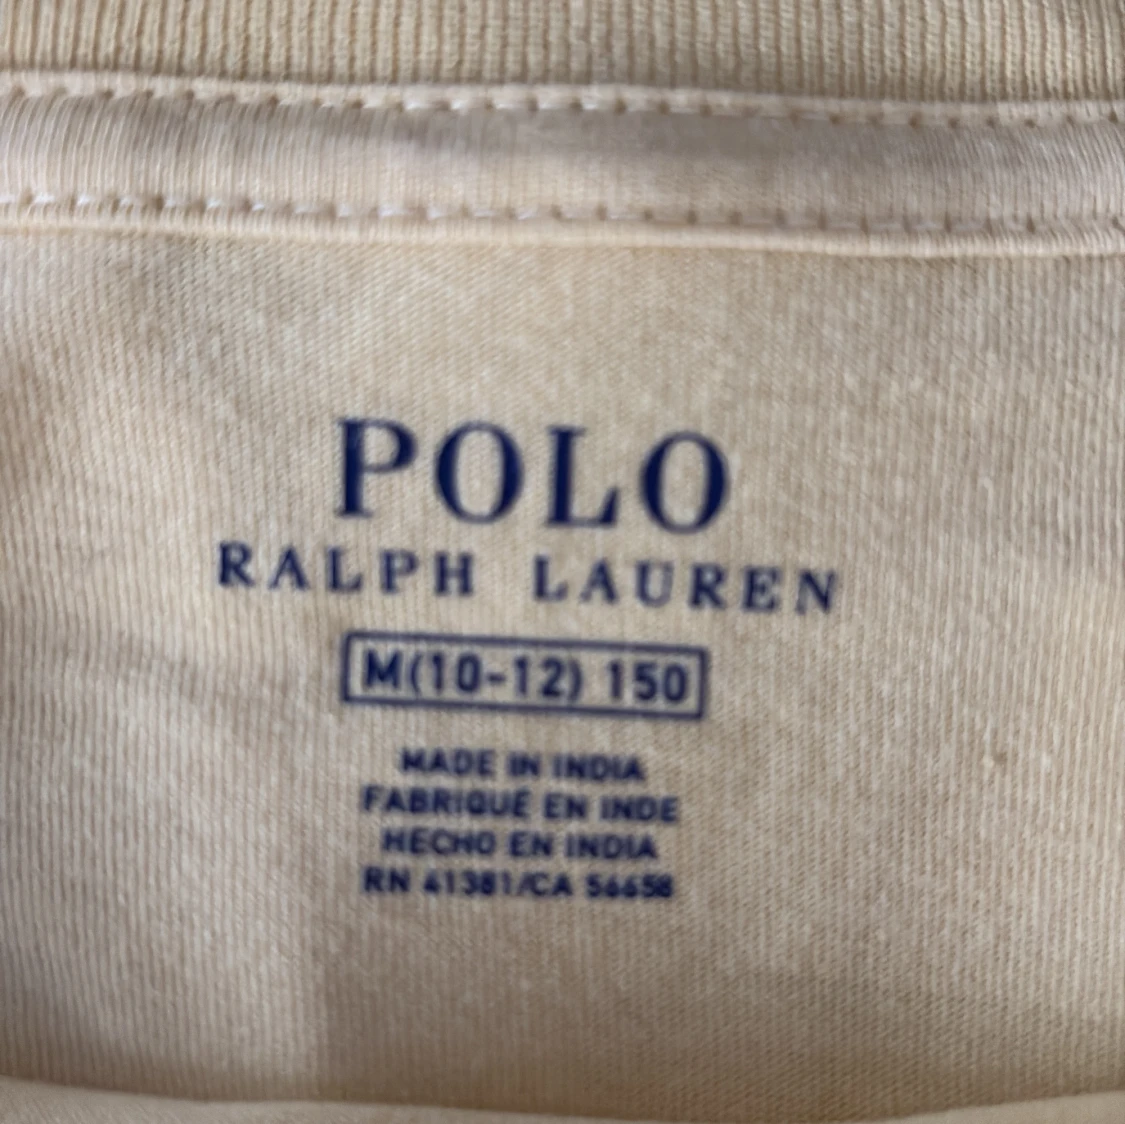 POLO
RALPH LAUREN
M(10-12) 150
MADE IN INDIA
FABRIQUÉ EN INDE
HECHO EN INDIA
RN 41381/CA 56658